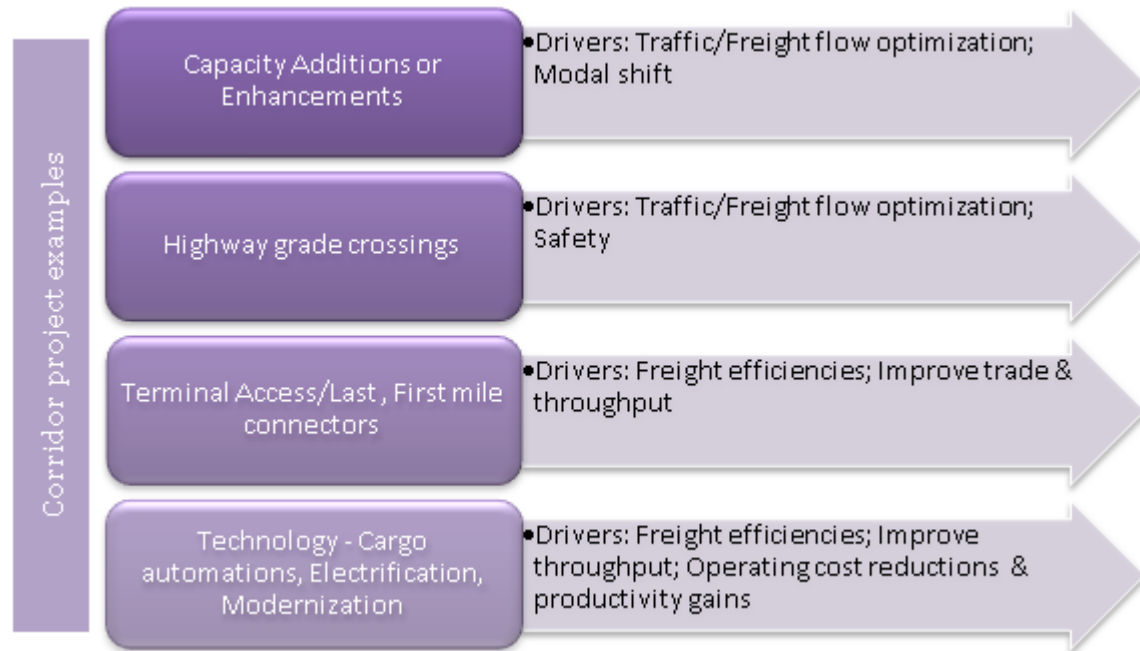 Corridor project examples
Capacity Additions or
Enhancements
•Drivers: Traffic/Freight flow optimization;
Modal shift
Highway grade crossings
•Drivers: Traffic/Freight flow optimization;
Safety
Terminal Access/Last , First mile
connectors
•Drivers: Freight efficiencies; Improve trade &
throughput
Technology - Cargo
automations, Electrification,
Modernization
•Drivers: Freight efficiencies; Improve
throughput; Operating cost reductions &
productivity gains